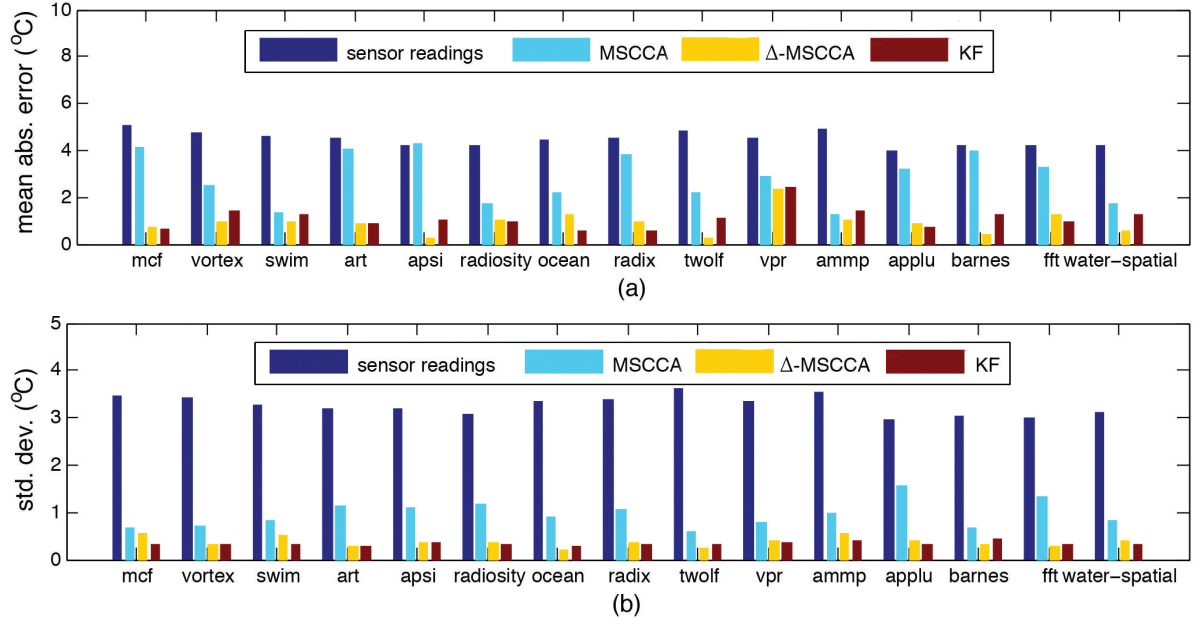 10
8
6
4
2
0
mean abs. error (°C)
sensor readings MSCCA Δ-MSCCA KF
mcf vortex swim art apsi radiosity ocean radix twolf vpr ammp applu barnes fft water-spatial
(a)
5
4
3
2
1
0
std. dev. (°C)
sensor readings MSCCA Δ-MSCCA KF
mcf vortex swim art apsi radiosity ocean radix twolf vpr ammp applu barnes fft water-spatial
(b)